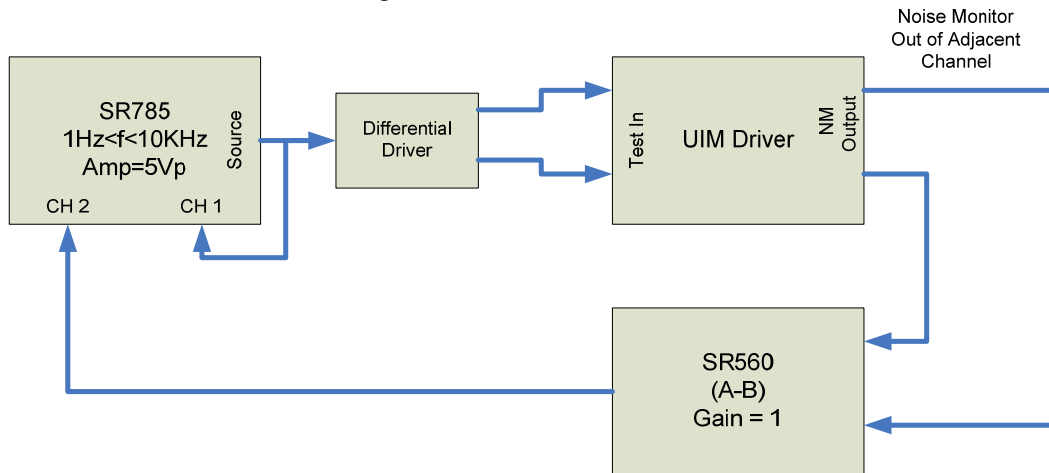 Noise Monitor
Out of Adjacent
Channel
SR785
1Hz<f<10KHz
Amp=5Vp
Source
CH 2
CH 1
Differential
Driver
Test In
UIM Driver
NM
Output
SR560
(A-B)
Gain = 1